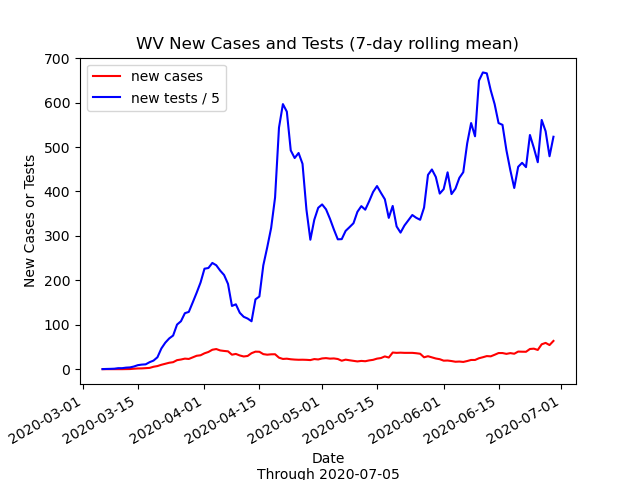 WV New Cases and Tests (7-day rolling mean)
new cases
new tests / 5
700
600
500
400
300
200
100
0
New Cases or Tests
2020-03-01
2020-03-15
2020-04-01
2020-04-15
2020-05-01
2020-05-15
2020-06-01
2020-06-15
2020-07-01
Date
Through 2020-07-05